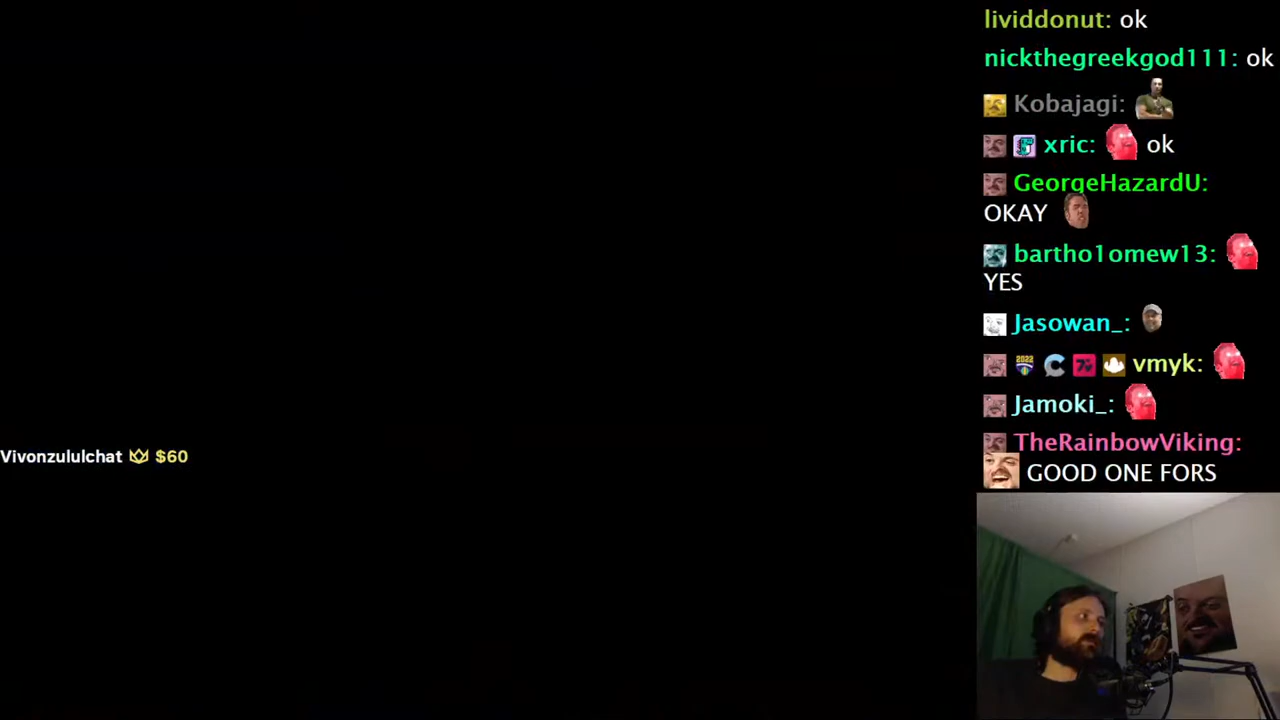 lividdonut: ok
nickthegreekgod111: ok
Kobajagi:
xric: ok
GeorgeHazardU:
OKAY
bartho1omew13:
YES
Jasowan_:
vmyk:
Jamoki_:
TheRainbowViking:
GOOD ONE FORS
Vivonzululchat $60